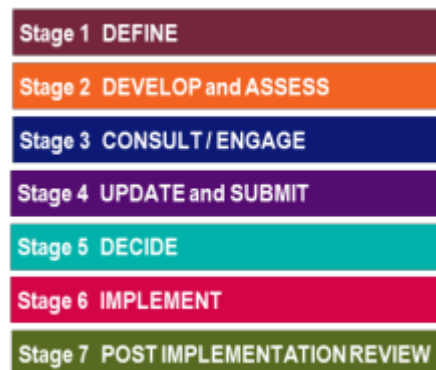 Stage 1 DEFINE
Stage 2 DEVELOP and ASSESS
Stage 3 CONSULT / ENGAGE
Stage 4 UPDATE and SUBMIT
Stage 5 DECIDE
Stage 6 IMPLEMENT
Stage 7 POST IMPLEMENTATION REVIEW